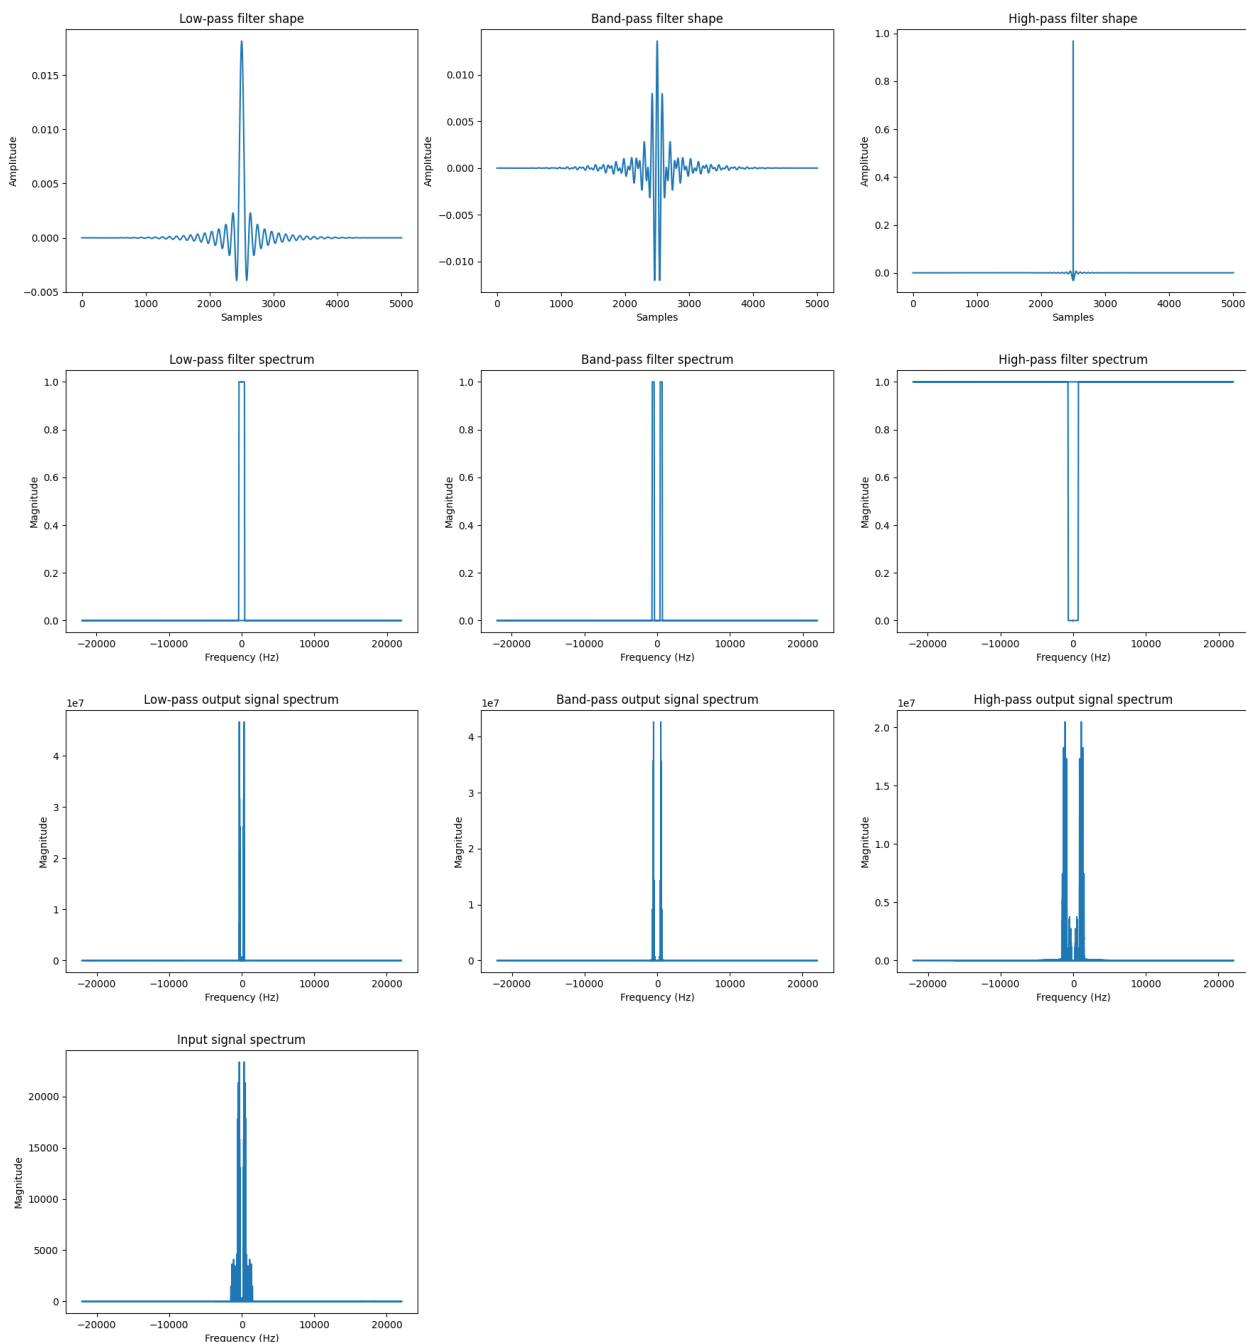 Low-pass filter shape
Amplitude
0.015
0.010
0.005
0.000
−0.005
0 1000 2000 3000 4000 5000
Samples
Band-pass filter shape
Amplitude
0.010
0.005
0.000
−0.005
−0.010
0 1000 2000 3000 4000 5000
Samples
High-pass filter shape
Amplitude
1.0
0.8
0.6
0.4
0.2
0.0
0 1000 2000 3000 4000 5000
Samples
Low-pass filter spectrum
Magnitude
1.0
0.8
0.6
0.4
0.2
0.0
−20000 −10000 0 10000 20000
Frequency (Hz)
Band-pass filter spectrum
Magnitude
1.0
0.8
0.6
0.4
0.2
0.0
−20000 −10000 0 10000 20000
Frequency (Hz)
High-pass filter spectrum
Magnitude
1.0
0.8
0.6
0.4
0.2
0.0
−20000 −10000 0 10000 20000
Frequency (Hz)
Low-pass output signal spectrum
1e7
Magnitude
4
3
2
1
0
−20000 −10000 0 10000 20000
Frequency (Hz)
Band-pass output signal spectrum
1e7
Magnitude
4
3
2
1
0
−20000 −10000 0 10000 20000
Frequency (Hz)
High-pass output signal spectrum
1e7
Magnitude
2.0
1.5
1.0
0.5
0.0
−20000 −10000 0 10000 20000
Frequency (Hz)
Input signal spectrum
Magnitude
20000
15000
10000
5000
0
−20000 −10000 0 10000 20000
Frequency (Hz)